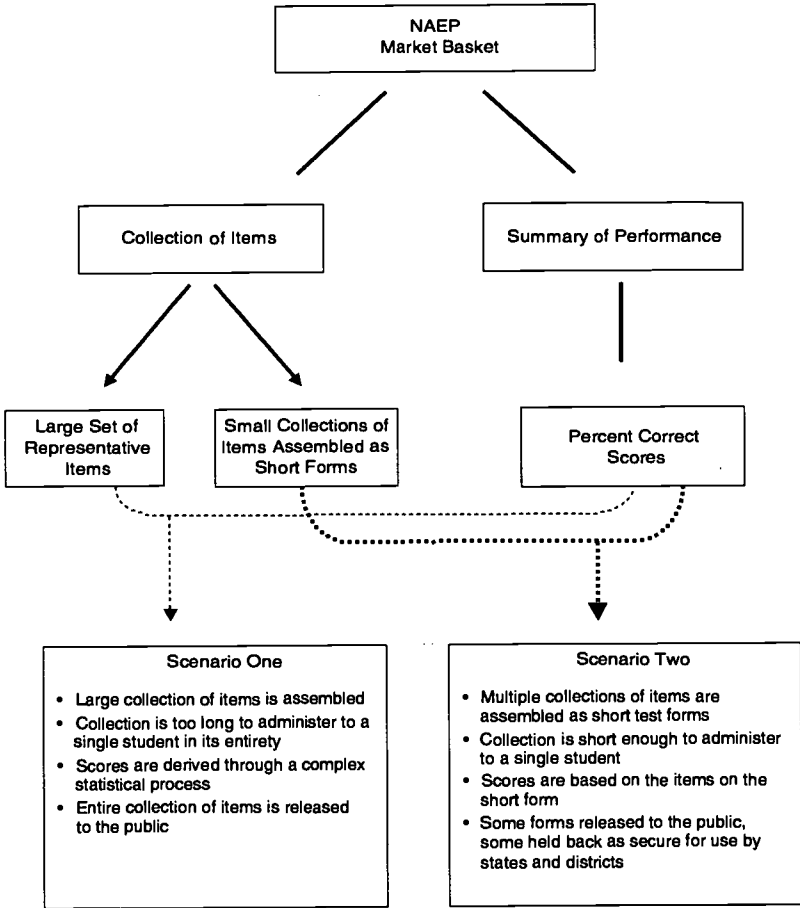 NAEP
Market Basket
Collection of Items
Summary of Performance
Large Set of
Representative
Items
Small Collections of
Items Assembled as
Short Forms
Percent Correct
Scores
Scenario One
• Large collection of items is assembled
• Collection is too long to administer to a
single student in its entirety
• Scores are derived through a complex
statistical process
• Entire collection of items is released
to the public
Scenario Two
• Multiple collections of items are
assembled as short test forms
• Collection is short enough to administer
to a single student
• Scores are based on the items on the
short form
• Some forms released to the public,
some held back as secure for use by
states and districts